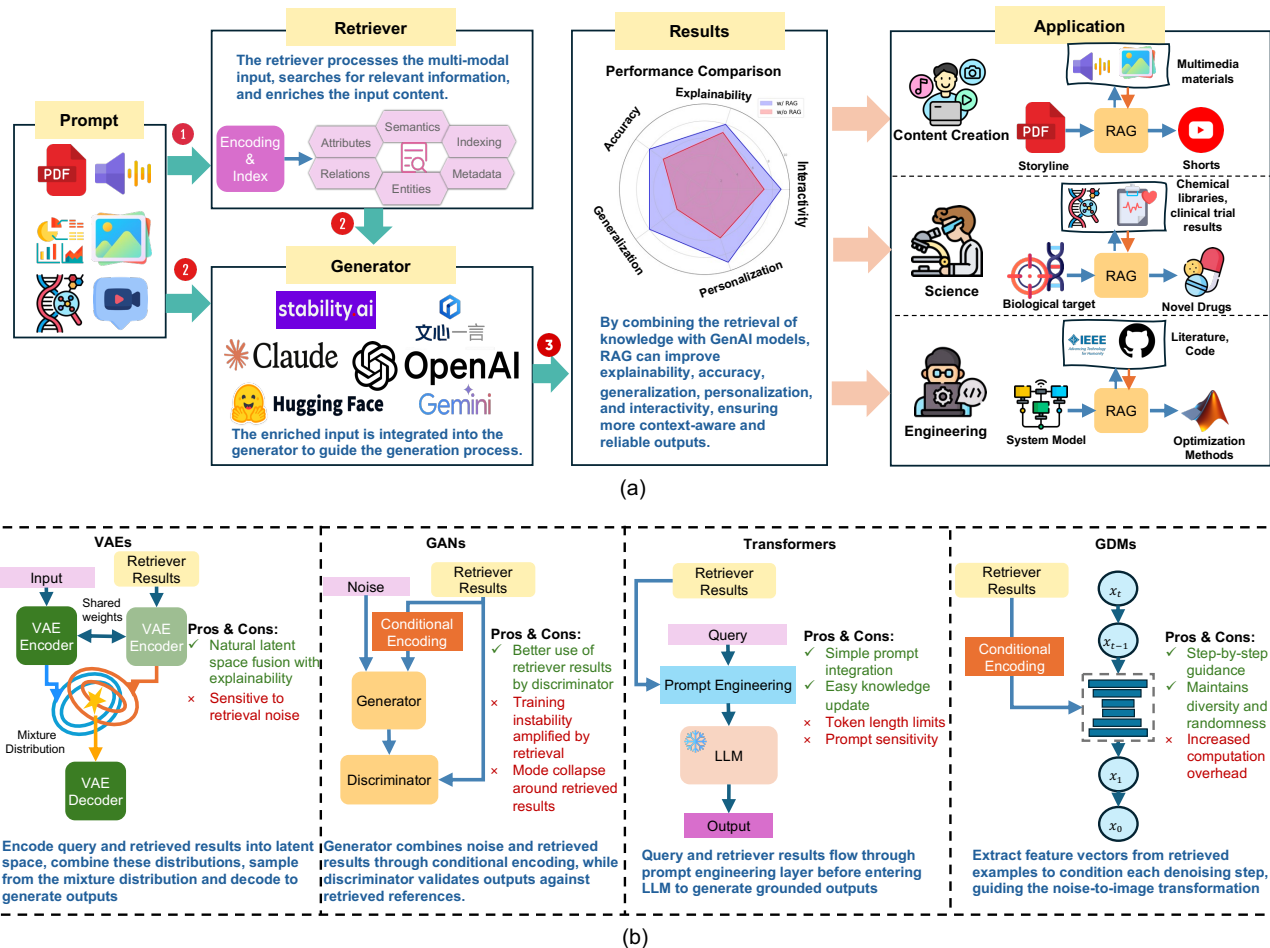 Prompt
PDF
1
2
Retriever
The retriever processes the multi-modal
input, searches for relevant information,
and enriches the input content.
Encoding
&
Index
Semantics
Attributes
Indexing
Relations
Metadata
Entities
2
Generator
stability.ai
文心一言
Claude
OpenAI
Hugging Face
Gemini
The enriched input is integrated into the
generator to guide the generation process.
3
Results
Performance Comparison
Explainability
w/ RAG
w/o RAG
Accuracy
Interactivity
Generalization
Personalization
By combining the retrieval of
knowledge with GenAI models,
RAG can improve
explainability, accuracy,
generalization, personalization,
and interactivity, ensuring
more context-aware and
reliable outputs.
Application
Multimedia
materials
Content Creation
PDF
RAG
Storyline
Shorts
Chemical
libraries,
clinical trial
results
Science
RAG
Biological target
Novel Drugs
IEEE
Advancing Technology
for Humanity
Literature,
Code
Engineering
RAG
System Model
Optimization
Methods
(a)
VAEs
Input
Retriever
Results
Shared
weights
VAE
Encoder
VAE
Encoder
Pros & Cons:
✓ Natural latent
space fusion with
explainability
× Sensitive to
retrieval noise
Mixture
Distribution
VAE
Decoder
Encode query and retrieved results into latent
space, combine these distributions, sample
from the mixture distribution and decode to
generate outputs
GANs
Noise
Retriever
Results
Conditional
Encoding
Generator
Discriminator
Pros & Cons:
✓ Better use of
retriever results
by discriminator
× Training
instability
amplified by
retrieval
× Mode collapse
around retrieved
results
Generator combines noise and retrieved
results through conditional encoding, while
discriminator validates outputs against
retrieved references.
Transformers
Retriever
Results
Query
Prompt Engineering
LLM
Output
Pros & Cons:
✓ Simple prompt
integration
✓ Easy knowledge
update
× Token length limits
× Prompt sensitivity
Query and retriever results flow through
prompt engineering layer before entering
LLM to generate grounded outputs
GDMs
Retriever
Results
Conditional
Encoding
xₜ
xₜ₋₁
x₁
x₀
Pros & Cons:
✓ Step-by-step
guidance
✓ Maintains
diversity and
randomness
× Increased
computation
overhead
Extract feature vectors from retrieved
examples to condition each denoising step,
guiding the noise-to-image transformation
(b)